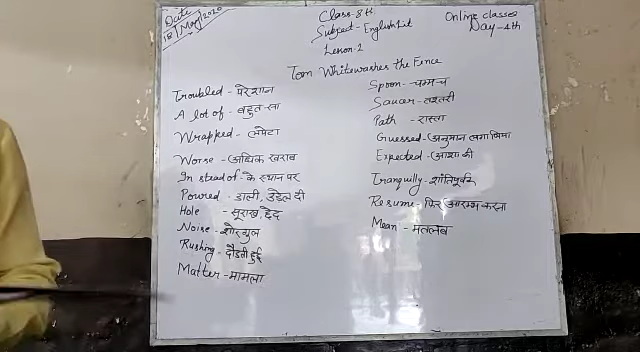 Date
18/May/2020
Class-8th
Subject-English Lit
Lesson-2
Online classes
Day-4th
Tom Whitewashes the Fence
Troubled-परेशान
A lot of-बहुत-सा
Wrapped-लपेटा
Worse-अधिक खराब
In stead of-के स्थान पर
Poured-डाली, उड़ेल दी
Hole-सूराख, छेद
Noise-शोरगुल
Rushing-दौड़ती हुई
Matter-मामला
Spoon-चम्मच
Saucer-तश्तरी
Path-रास्ता
Guessed-अनुमान लगा लिया
Expected-आशा की
Tranquilly-शांतिपूर्वक
Resume-फिर आरम्भ करना
Mean-मतलब